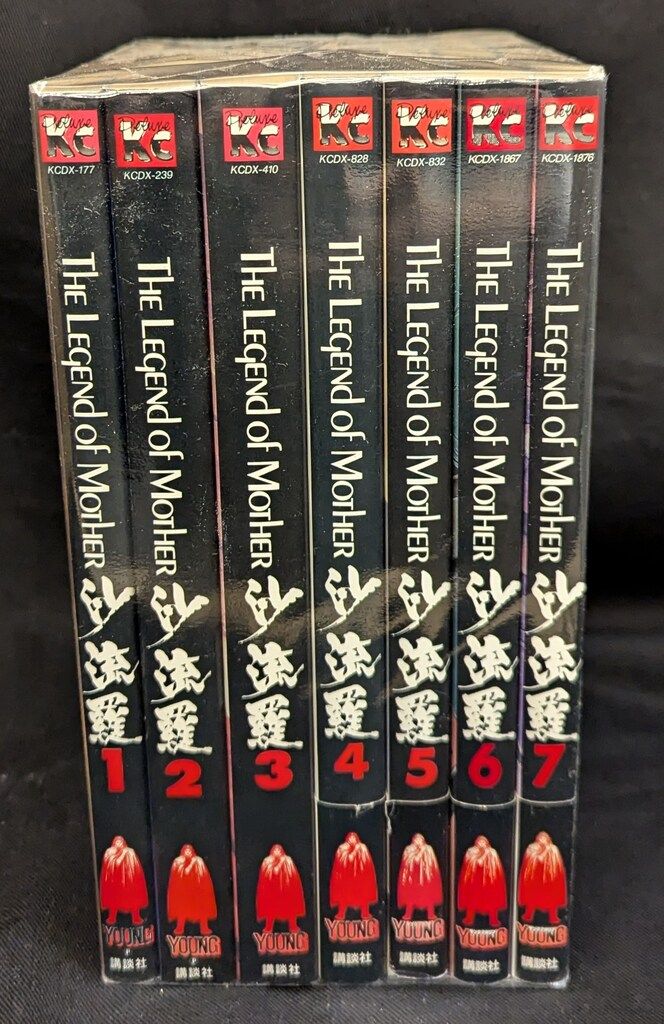 Deluxe
KC
KCDX-177
The Legend of Mother
沙流羅
1
YOUNG
講談社
Deluxe
KC
KCDX-239
The Legend of Mother
沙流羅
2
YOUNG
講談社
Deluxe
KC
KCDX-410
The Legend of Mother
沙流羅
3
YOUNG
講談社
Deluxe
KC
KCDX-828
The Legend of Mother
沙流羅
4
YOUNG
講談社
Deluxe
KC
KCDX-832
The Legend of Mother
沙流羅
5
YOUNG
講談社
Deluxe
KC
KCDX-1867
The Legend of Mother
沙流羅
6
YOUNG
講談社
Deluxe
KC
KCDX-1876
The Legend of Mother
沙流羅
7
YOUNG
講談社